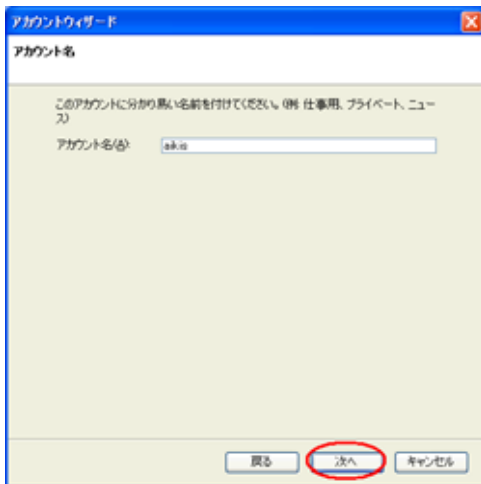 アカウントウィザード
アカウント名
このアカウントに分かり易い名前を付けてください。(例: 仕事用、プライベート、ニュー
ス)
アカウント名(A): aikis
戻る 次へ キャンセル